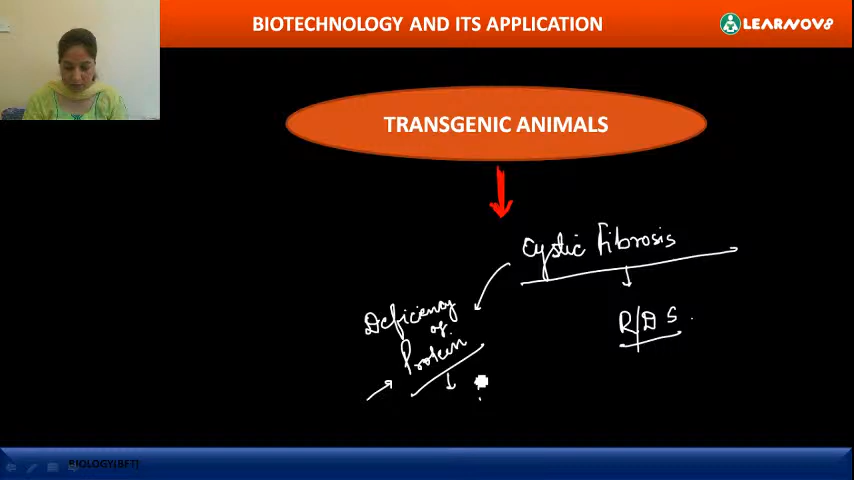 BIOTECHNOLOGY AND ITS APPLICATION
LEARNOV8
TRANSGENIC ANIMALS
Cystic Fibrosis
Deficiency
of
Protein
R/D S
BIOLOGY(BFT)